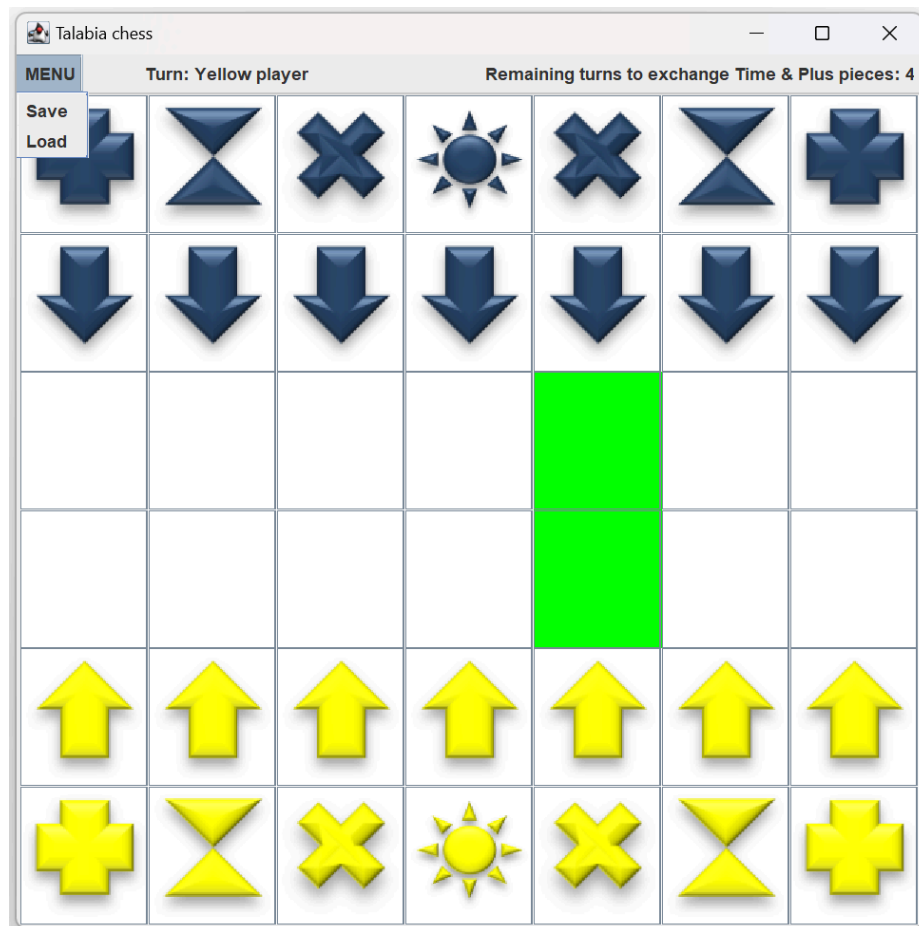 Talabia chess
MENU Turn: Yellow player Remaining turns to exchange Time & Plus pieces: 4
Save
Load